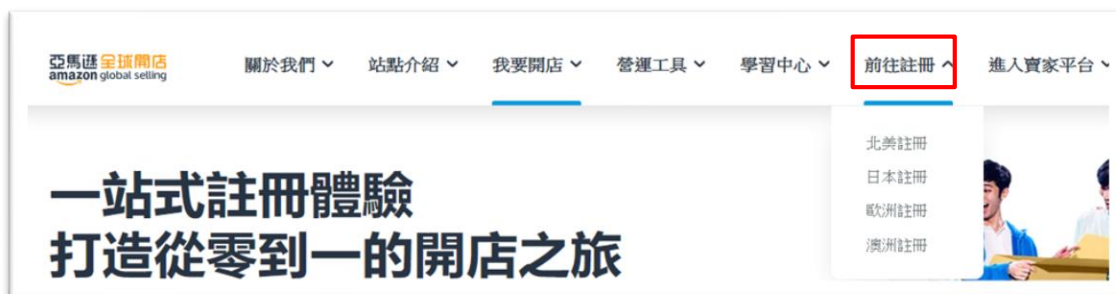 亞馬遜全球開店
amazon global selling
關於我們 站點介紹 我要開店 營運工具 學習中心 前往註冊 進入賣家平台
北美註冊
日本註冊
歐洲註冊
澳洲註冊
一站式註冊體驗
打造從零到一的開店之旅